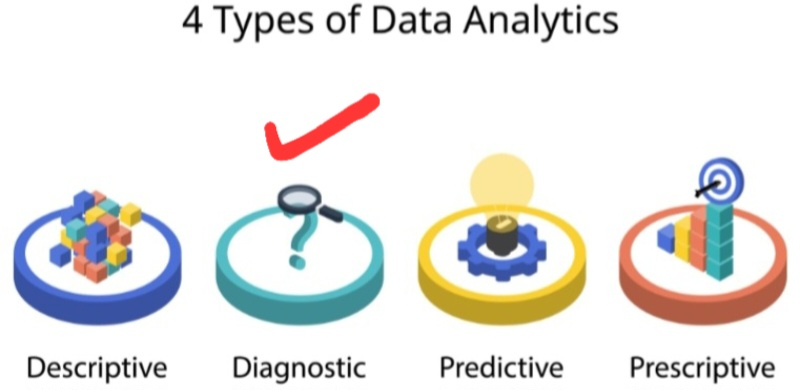 4 Types of Data Analytics
Descriptive
Diagnostic
Predictive
Prescriptive